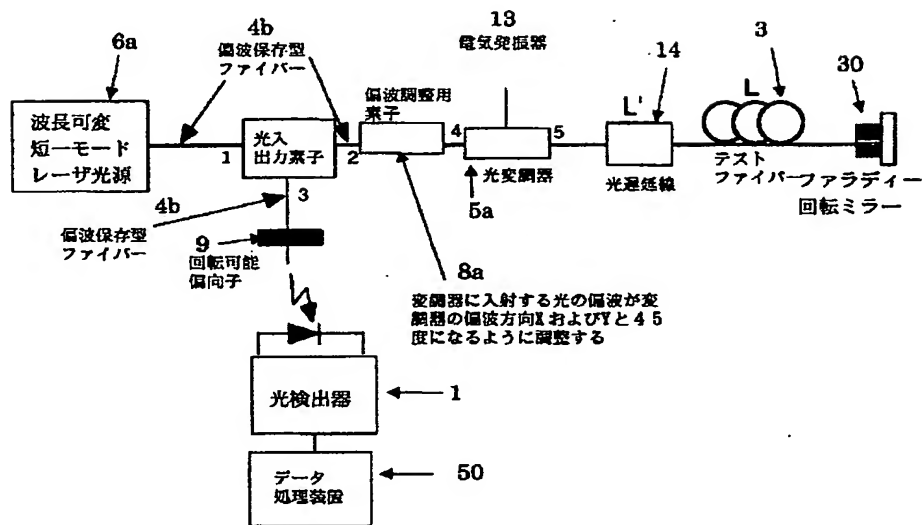 6a
4b
偏波保存型
ファイバー
13
電気発振器
14
3
30
波長可変
短一モード
レーザ光源
1
光入
出力素子
2
偏波調整用
素子
4
5
光変調器
5a
L'
光遅延線
L
テスト
ファイバー
ファラディー
回転ミラー
4b
偏波保存型
ファイバー
3
9
回転可能
偏向子
8a
変調器に入射する光の偏波が変
調器の偏波方向XおよびYと45
度になるように調整する
光検出器
1
データ
処理装置
50